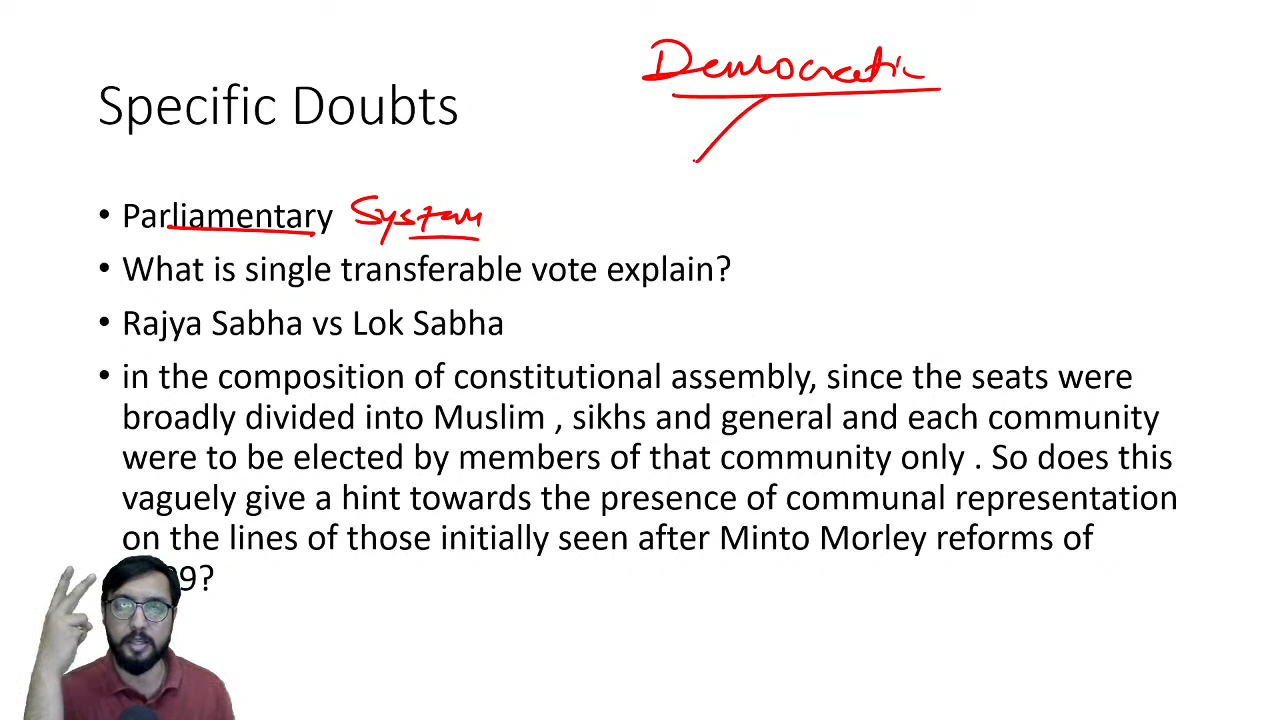 Democratic
Specific Doubts
• Parliamentary System
• What is single transferable vote explain?
• Rajya Sabha vs Lok Sabha
• in the composition of constitutional assembly, since the seats were
broadly divided into Muslim , sikhs and general and each community
were to be elected by members of that community only . So does this
vaguely give a hint towards the presence of communal representation
on the lines of those initially seen after Minto Morley reforms of
9?